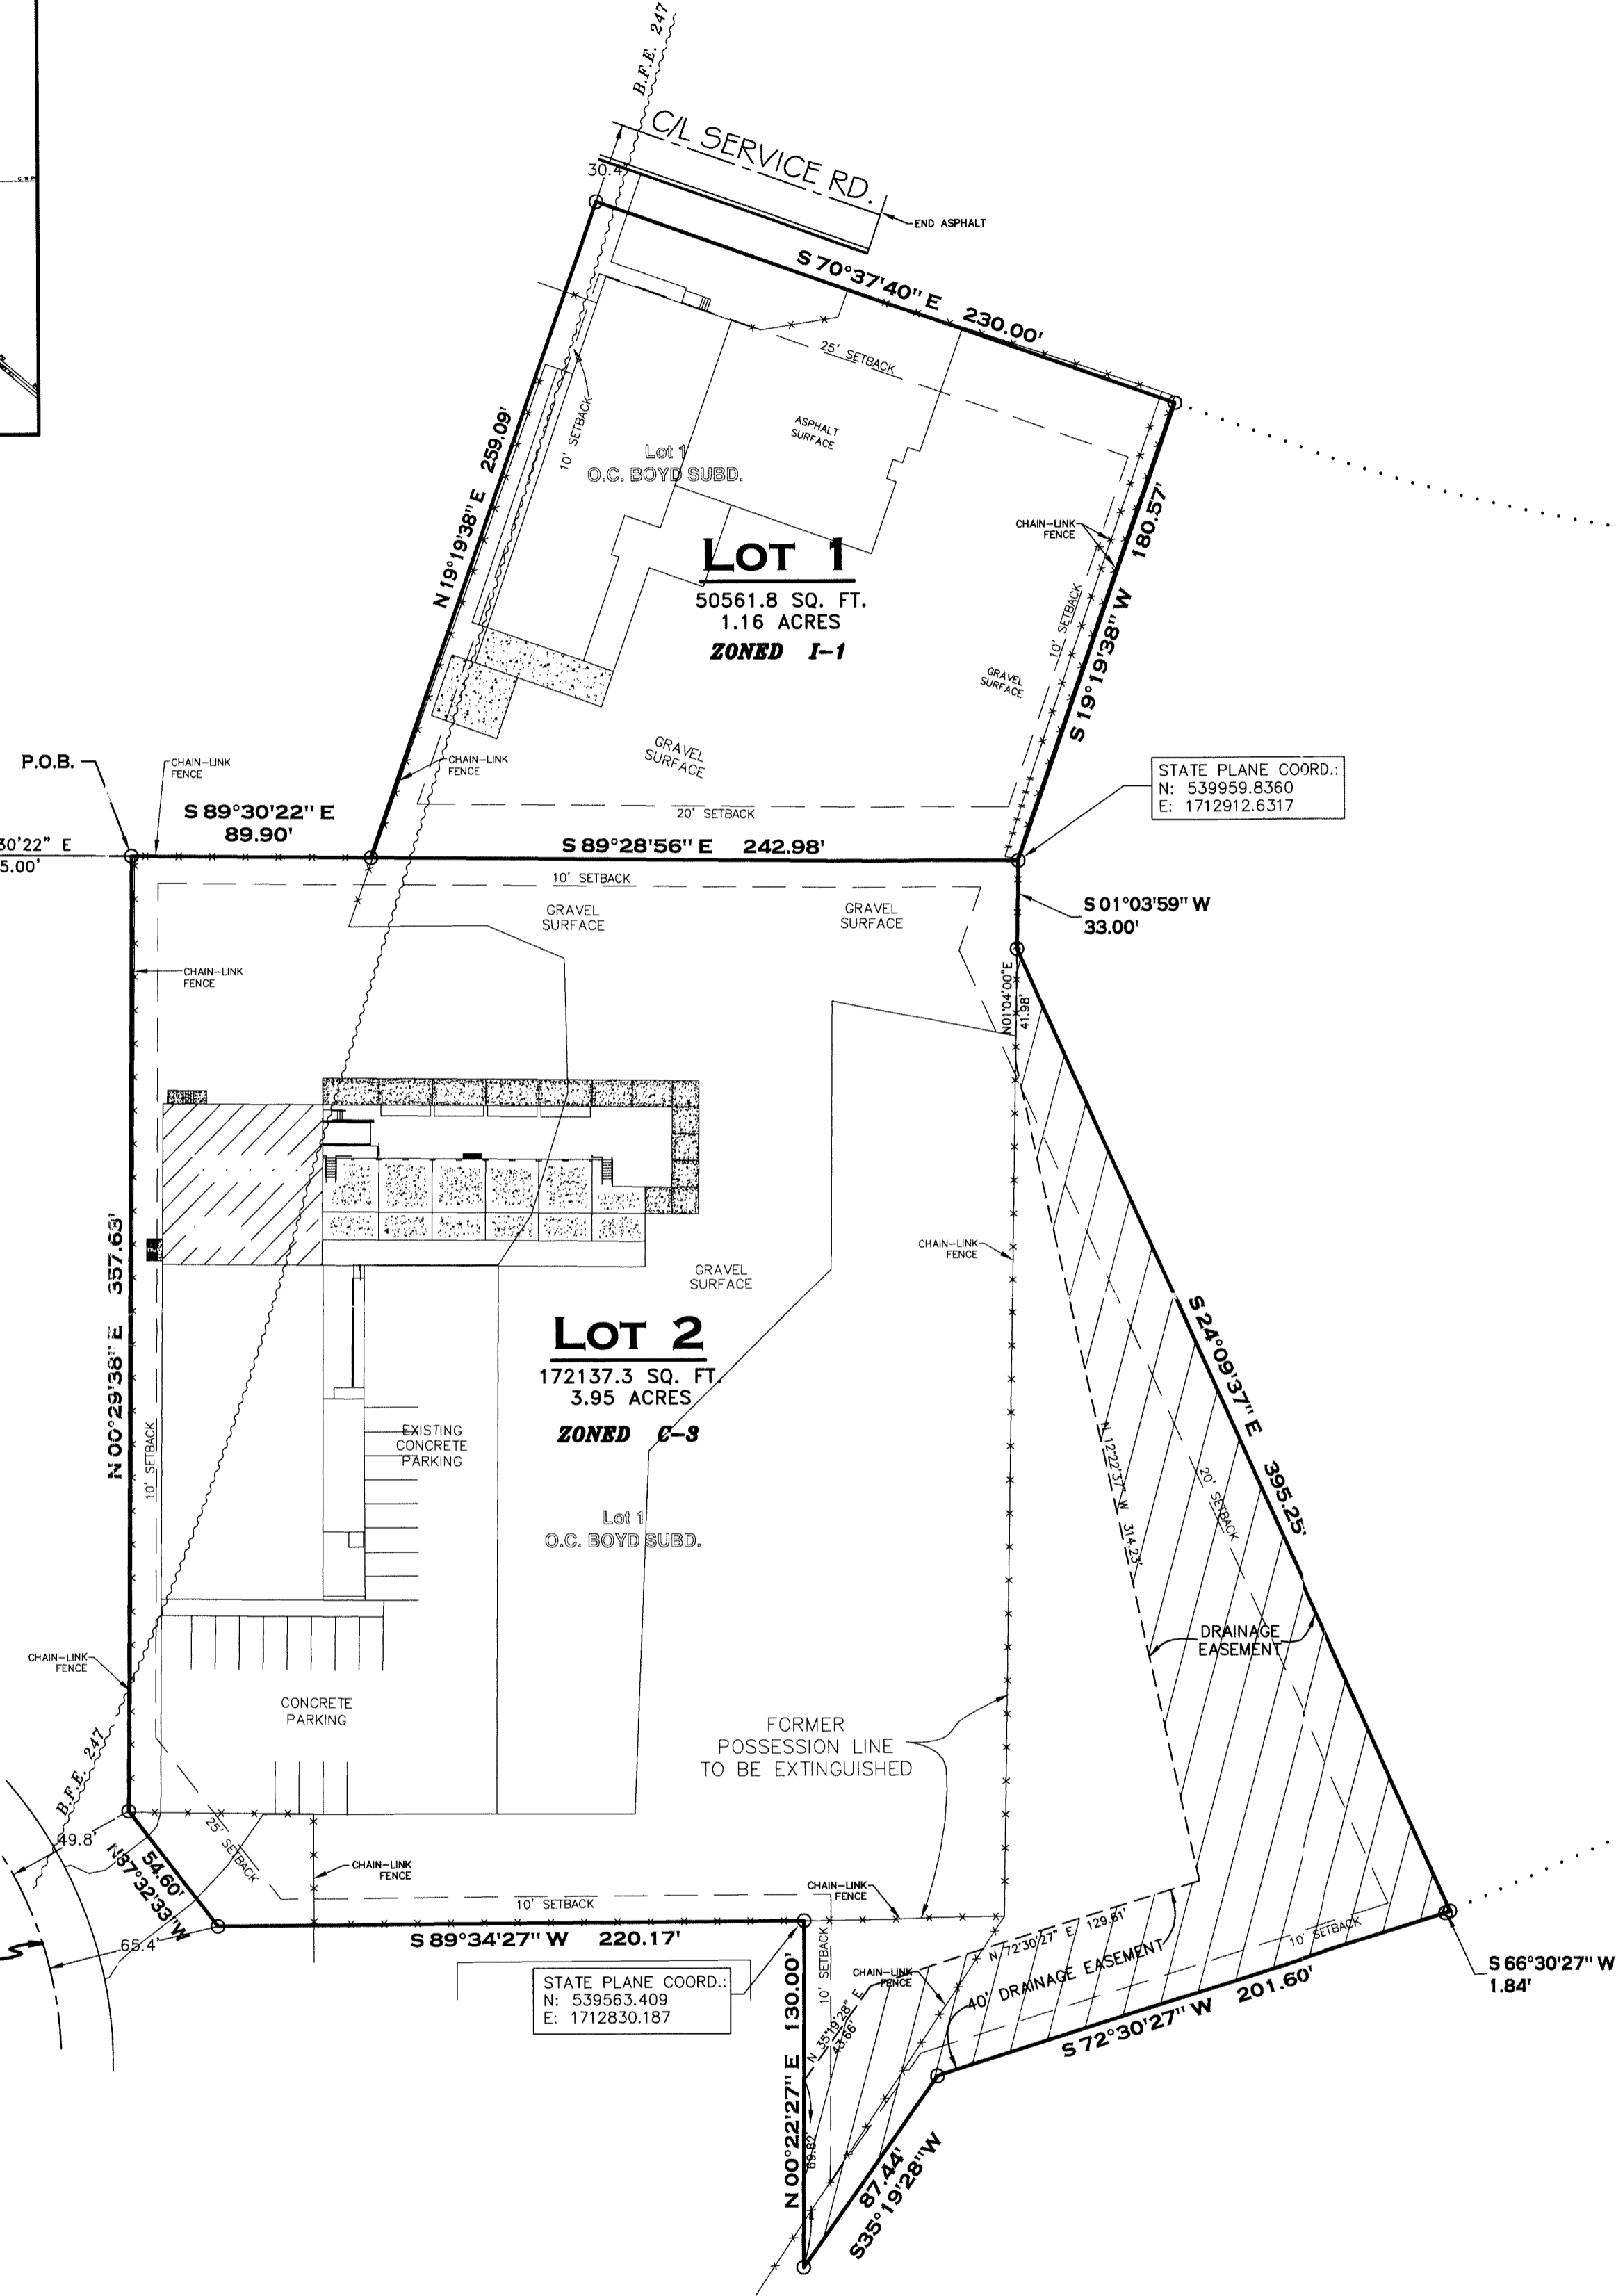 B.F.E. 247
C/L SERVICE RD.
30.4'
END ASPHALT
S 70°37'40" E 230.00'
25' SETBACK
10' SETBACK
ASPHALT
SURFACE
Lot 1
O.C. BOYD SUBD.
N 19°19'38" E 259.09'
LOT 1
50561.8 SQ. FT.
1.16 ACRES
ZONED I-1
CHAIN-LINK
FENCE
S 19°19'38" W 180.57'
10' SETBACK
GRAVEL
SURFACE
GRAVEL
SURFACE
CHAIN-LINK
FENCE
20' SETBACK
STATE PLANE COORD.:
N: 539959.8360
E: 1712912.6317
P.O.B.
CHAIN-LINK
FENCE
S 89°30'22" E
89.90'
30'22" E
5.00'
S 89°28'56" E 242.98'
10' SETBACK
GRAVEL
SURFACE
GRAVEL
SURFACE
S 01°03'59" W
33.00'
N01°04'00"E
41.98'
CHAIN-LINK
FENCE
CHAIN-LINK
FENCE
GRAVEL
SURFACE
N 00°29'38" E 357.63'
10' SETBACK
LOT 2
172137.3 SQ. FT.
3.95 ACRES
ZONED C-3
EXISTING
CONCRETE
PARKING
Lot 1
O.C. BOYD SUBD.
S 24°09'37" E 395.25'
N 12°22'37" W 314.23'
20' SETBACK
DRAINAGE
EASEMENT
CHAIN-LINK
FENCE
CONCRETE
PARKING
FORMER
POSSESSION LINE
TO BE EXTINGUISHED
B.F.E. 247
49.8'
54.60'
N37°32'33"W
25' SETBACK
CHAIN-LINK
FENCE
CHAIN-LINK
FENCE
10' SETBACK
65.4'
S
S 89°34'27" W 220.17'
STATE PLANE COORD.:
N: 539563.409
E: 1712830.187
N 00°22'27" E 130.00'
10' SETBACK
CHAIN-LINK
FENCE
N 35°19'28" E
43.66'
N 72°30'27" E 129.61'
40' DRAINAGE EASEMENT
10' SETBACK
S 72°30'27" W 201.60'
S 66°30'27" W
1.84'
69.82'
87.44'
S35°19'28"W